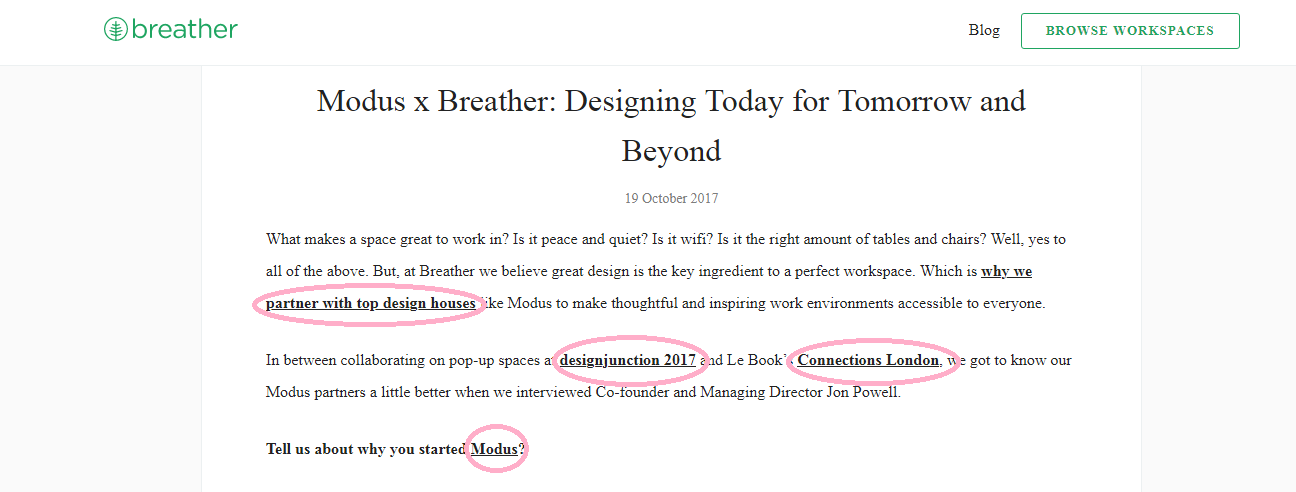 breather
Blog
BROWSE WORKSPACES
Modus x Breather: Designing Today for Tomorrow and
Beyond
19 October 2017
What makes a space great to work in? Is it peace and quiet? Is it wifi? Is it the right amount of tables and chairs? Well, yes to
all of the above. But, at Breather we believe great design is the key ingredient to a perfect workspace. Which is why we
partner with top design houses like Modus to make thoughtful and inspiring work environments accessible to everyone.
In between collaborating on pop-up spaces at designjunction 2017 and Le Book's Connections London, we got to know our
Modus partners a little better when we interviewed Co-founder and Managing Director Jon Powell.
Tell us about why you started Modus?